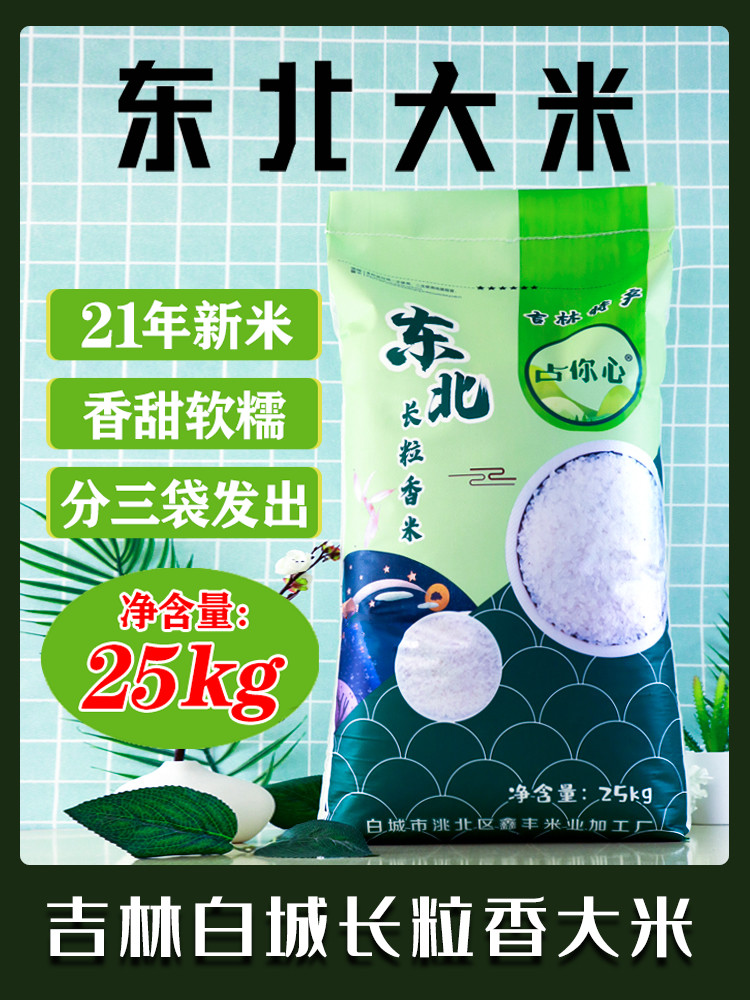 东北大米
21年新米
香甜软糯
分三袋发出
净含量：
25kg
★★★★★★
吉林特产
占你心®
东北
长粒香米
净含量：25kg
白城市洮北区鑫丰米业加工厂
吉林白城长粒香大米